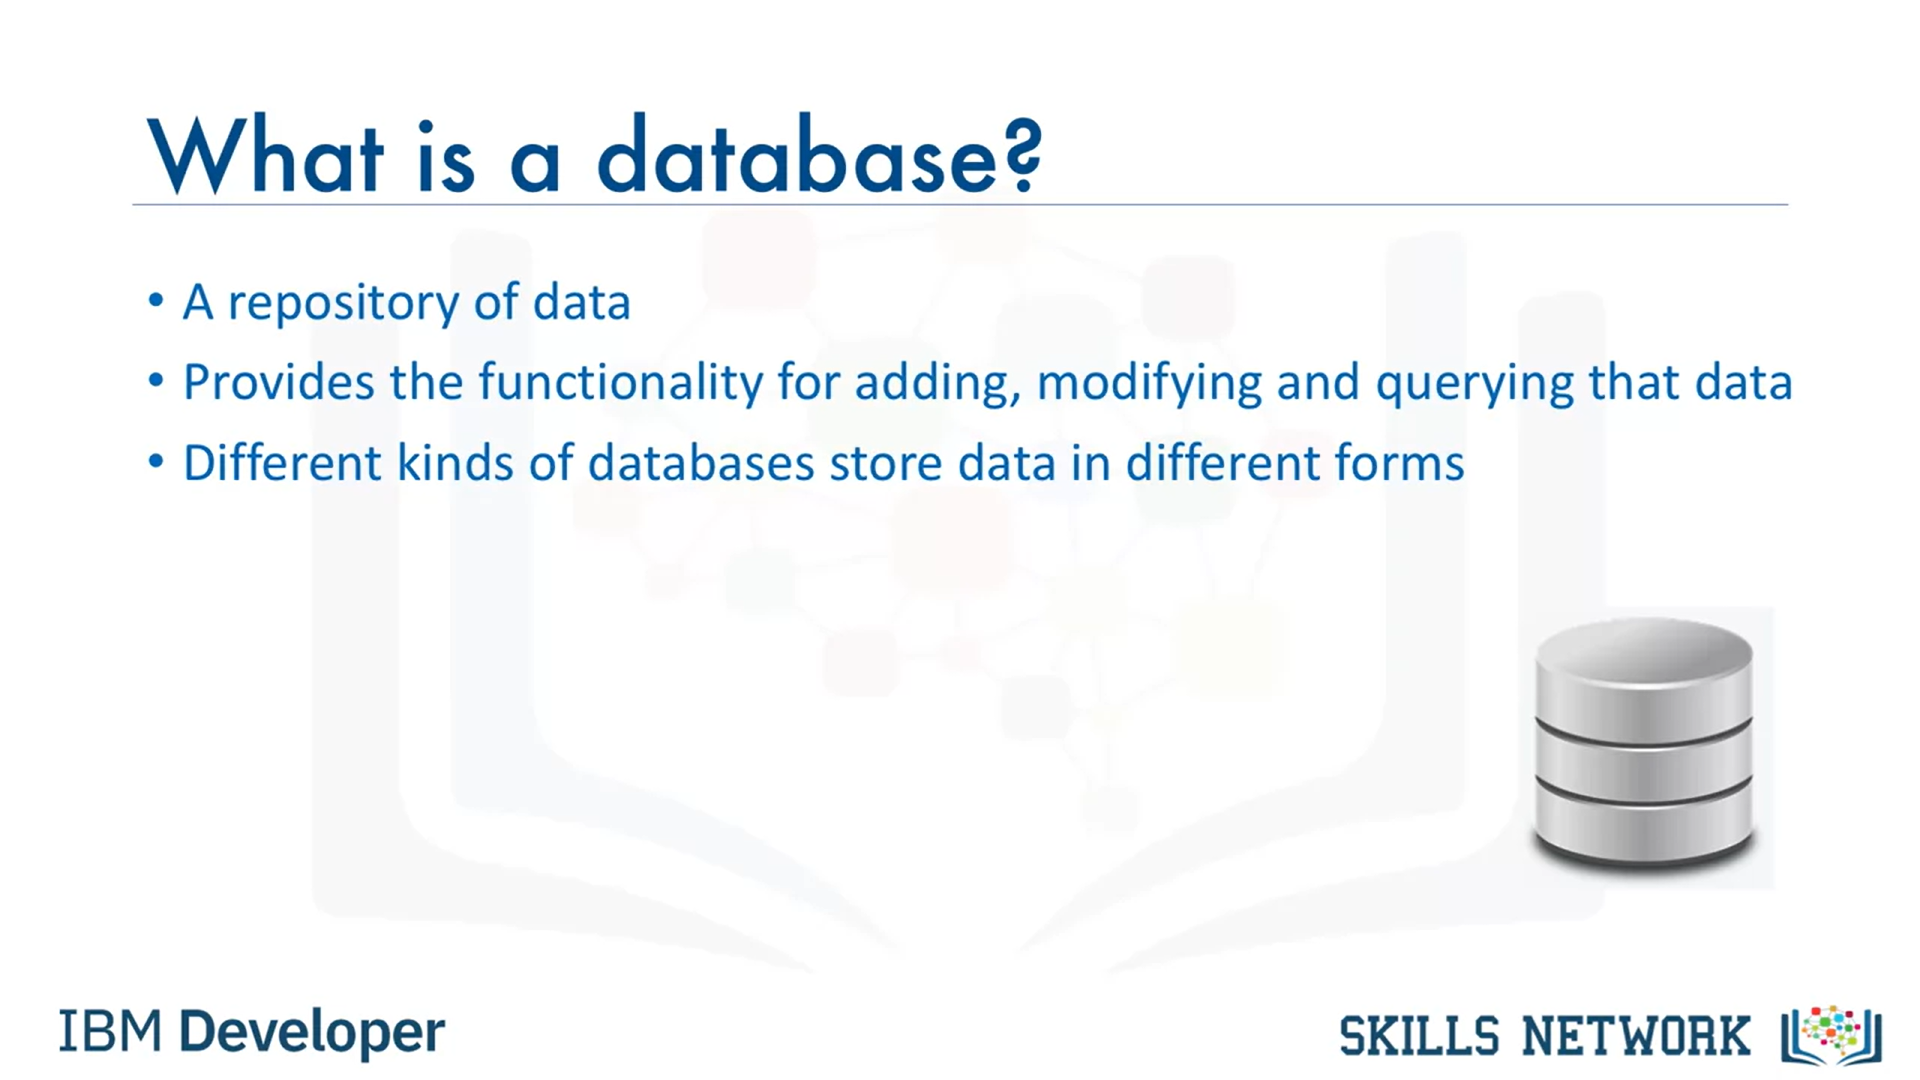 What is a database?
• A repository of data
• Provides the functionality for adding, modifying and querying that data
• Different kinds of databases store data in different forms
IBM Developer
SKILLS NETWORK